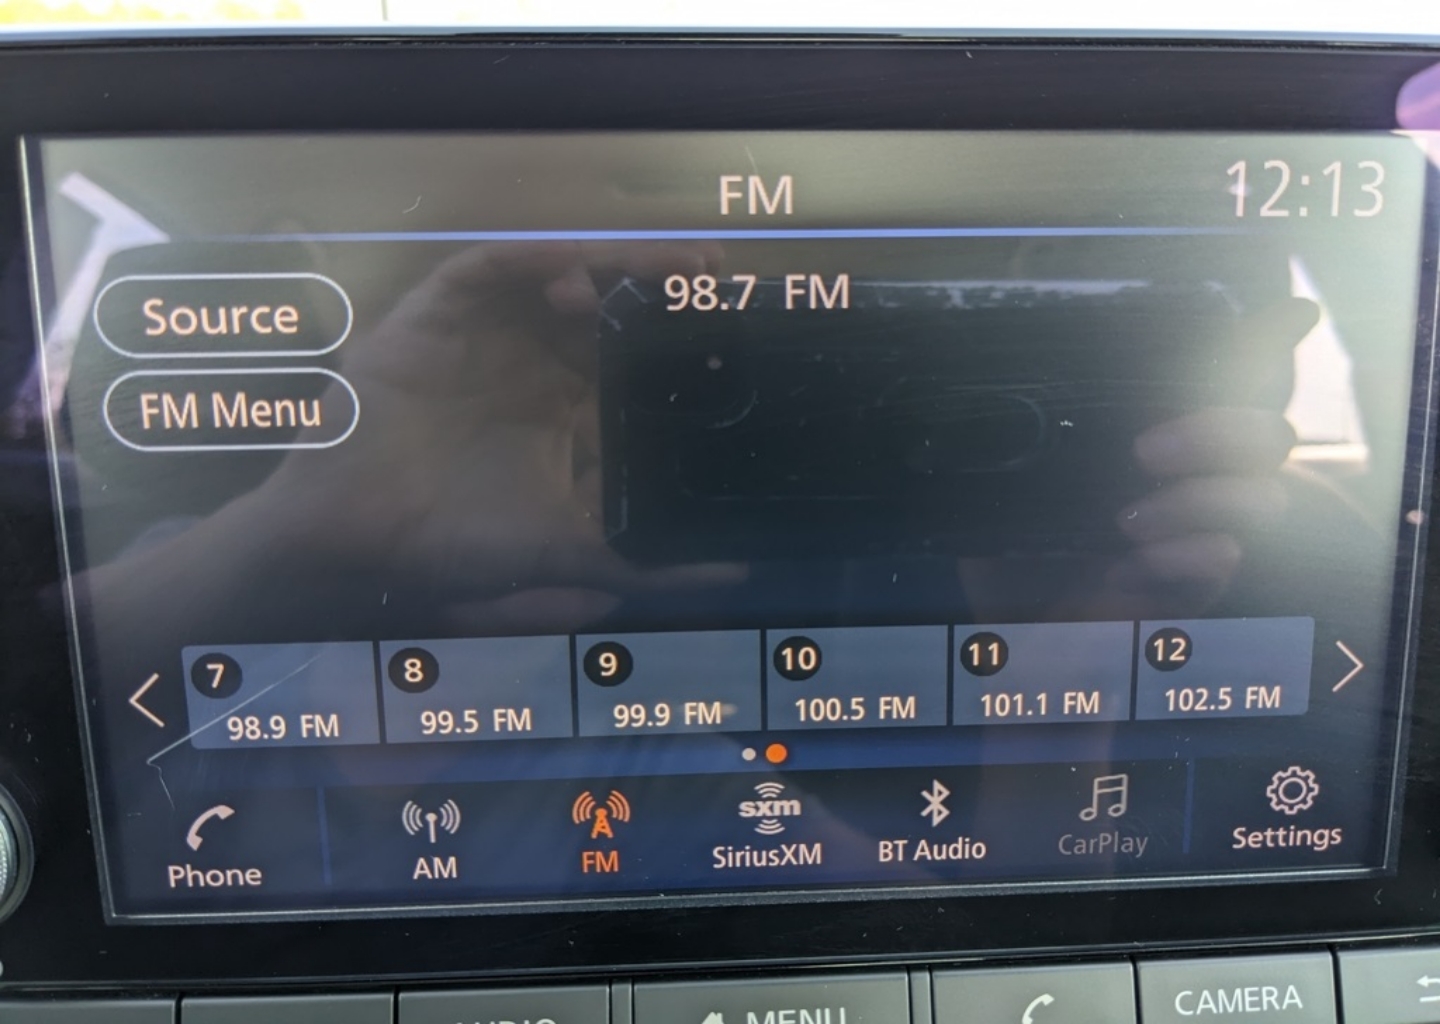 FM
12:13
98.7 FM
Source
FM Menu
7
98.9 FM
8
99.5 FM
9
99.9 FM
10
100.5 FM
11
101.1 FM
12
102.5 FM
Phone
AM
FM
sxm
SiriusXM
BT Audio
CarPlay
Settings
AUDIO
MENU
CAMERA